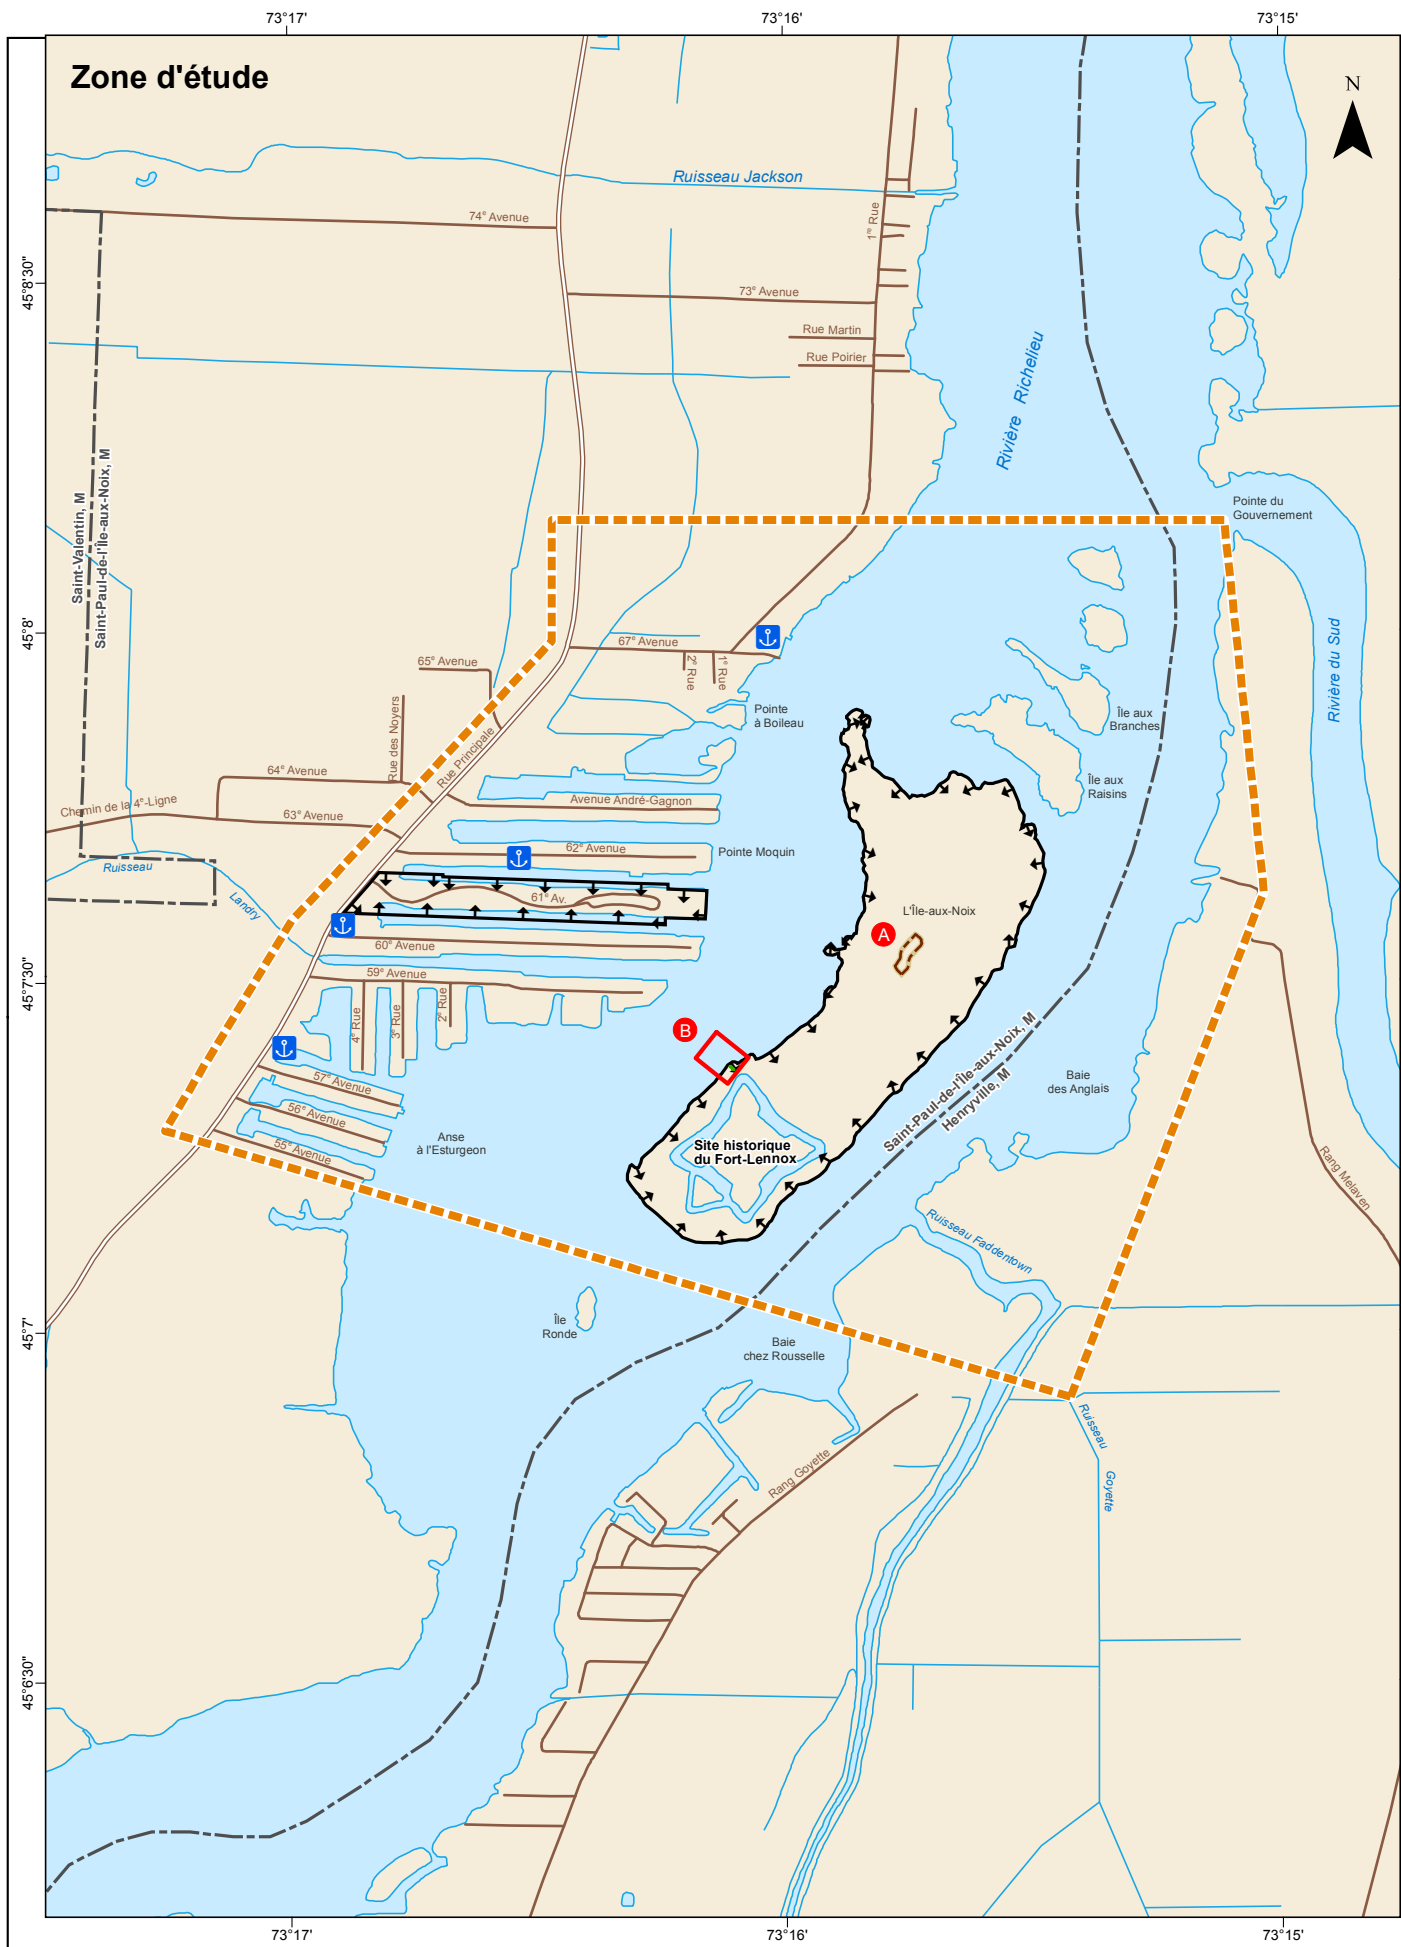 73°17'
73°16'
73°15'
Zone d'étude
N
Ruisseau Jackson
74e Avenue
1re Rue
45°8'30"
73e Avenue
Rue Martin
Rue Poirier
Rivière Richelieu
Saint-Valentin, M
Saint-Paul-de-l'Île-aux-Noix, M
Pointe du
Gouvernement
45°8'
67e Avenue
2e Rue
1e Rue
65e Avenue
Rivière du Sud
Rue des Noyers
Rue Principale
Pointe
à Boileau
Île aux
Branches
64e Avenue
Île aux
Raisins
Chemin de la 4e-Ligne
63e Avenue
Avenue André-Gagnon
62e Avenue
Pointe Moquin
Ruisseau
Landry
61e Av.
L'Île-aux-Noix
A
60e Avenue
45°7'30"
59e Avenue
4e Rue
3e Rue
2e Rue
B
Saint-Paul-de-l'Île-aux-Noix, M
Henryville, M
57e Avenue
Baie
des Anglais
56e Avenue
55e Avenue
Anse
à l'Esturgeon
Site historique
du Fort-Lennox
Rang Melaven
Ruisseau Faddentown
Île
Ronde
45°7'
Baie
chez Rousselle
Ruisseau
Goyette
Rang Goyette
45°6'30"
73°17'
73°16'
73°15'